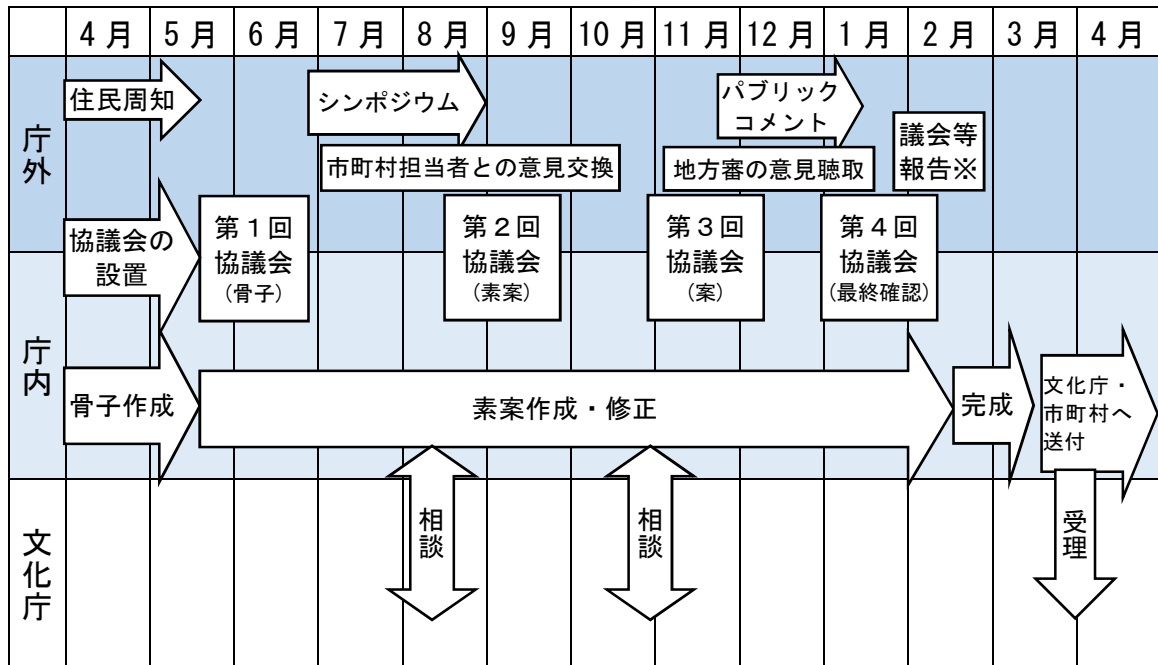 4月 5月 6月 7月 8月 9月 10月 11月 12月 1月 2月 3月 4月
庁外
住民周知
シンポジウム
パブリック
コメント
議会等
報告※
市町村担当者との意見交換
地方審の意見聴取
協議会の
設置
第1回
協議会
(骨子)
第2回
協議会
(素案)
第3回
協議会
(案)
第4回
協議会
(最終確認)
庁内
骨子作成
素案作成・修正
完成
文化庁・
市町村へ
送付
文化庁
相談
相談
受理